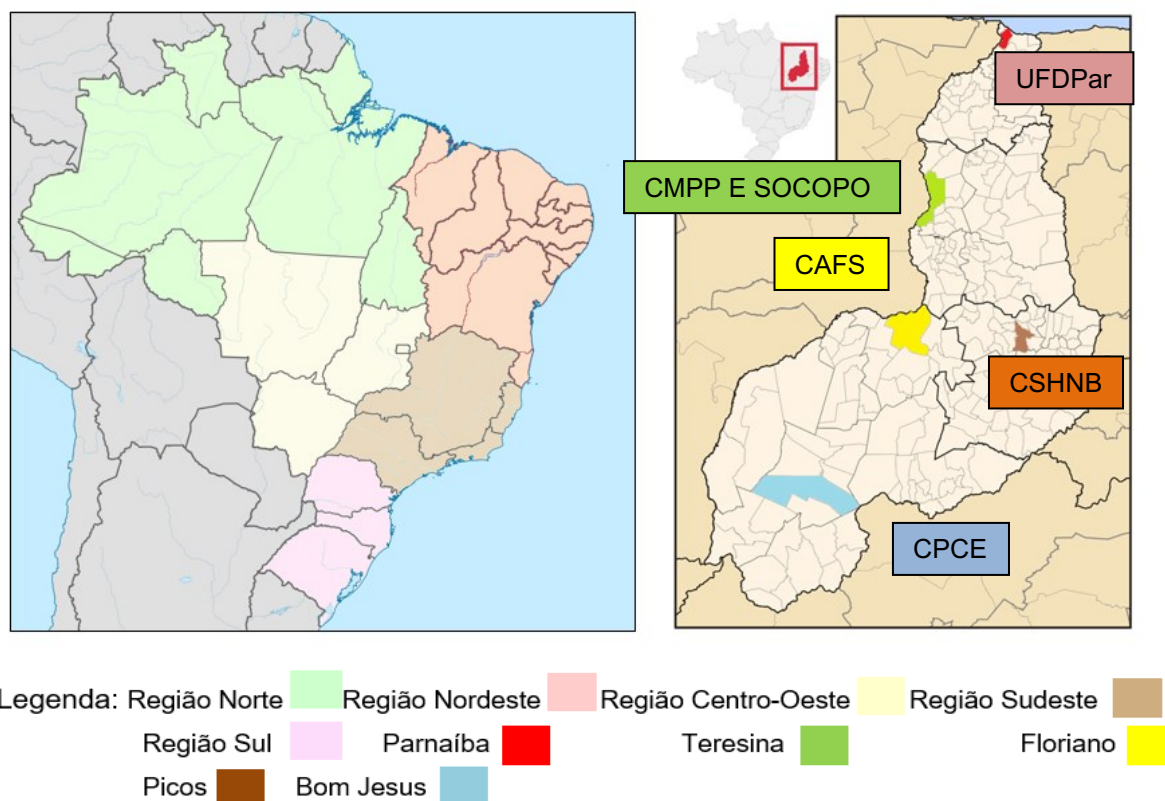 UFDPar
CMPP E SOCOPO
CAFS
CSHNB
CPCE
Legenda: Região Norte Região Nordeste Região Centro-Oeste Região Sudeste
Região Sul Parnaíba Teresina Floriano
Picos Bom Jesus